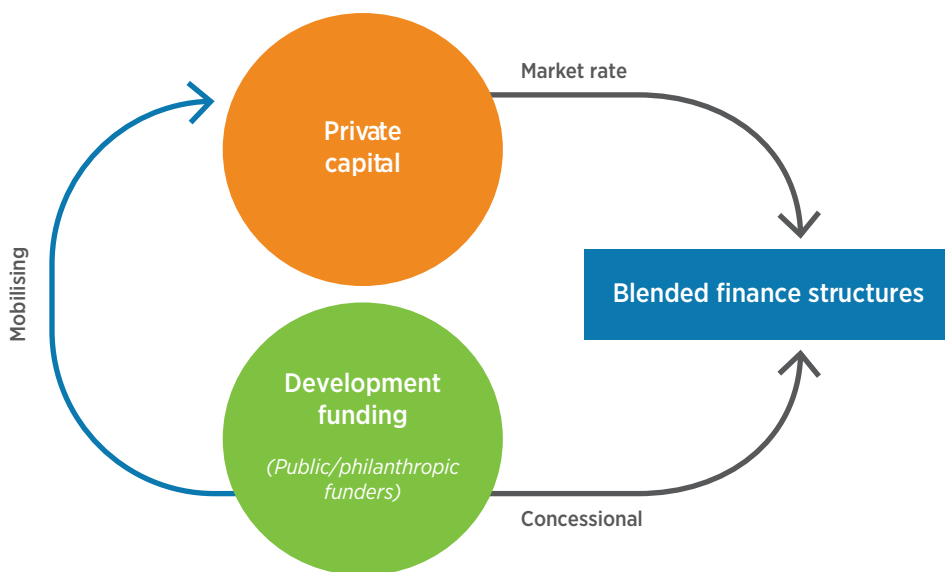 Market rate
Private
capital
Mobilising
Blended finance structures
Development
funding
(Public/philanthropic
funders)
Concessional